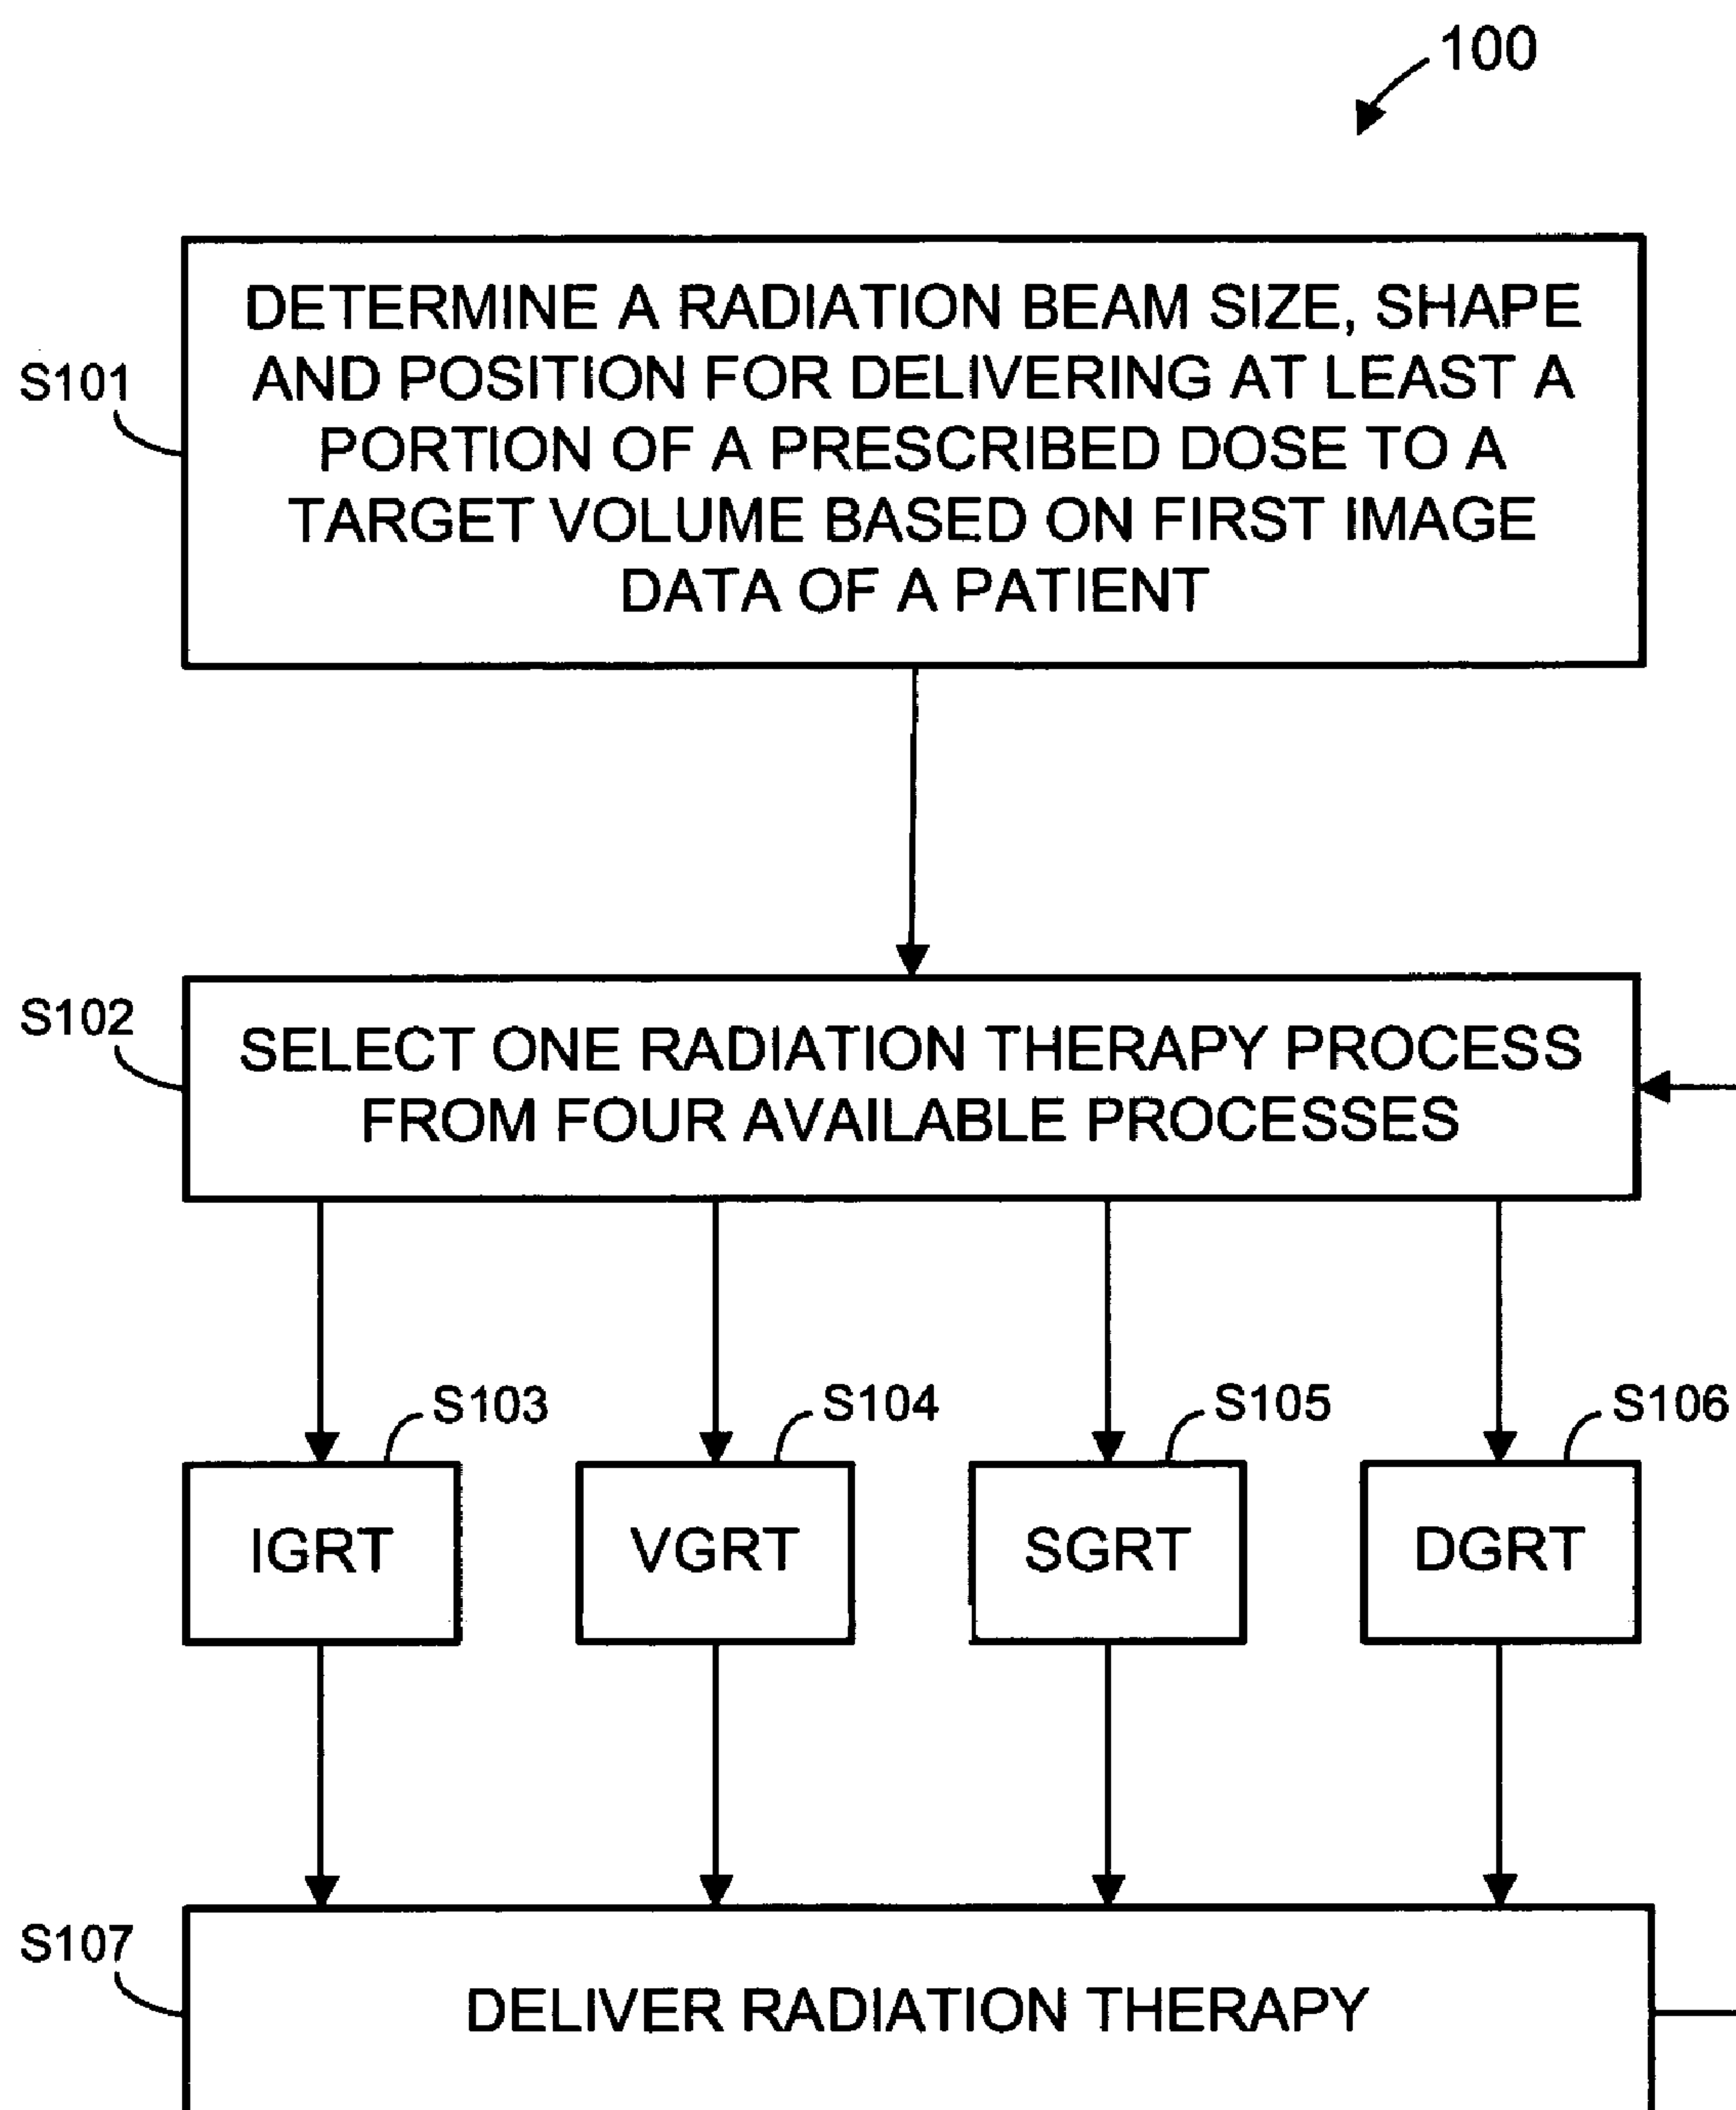 100
S101
DETERMINE A RADIATION BEAM SIZE, SHAPE
AND POSITION FOR DELIVERING AT LEAST A
PORTION OF A PRESCRIBED DOSE TO A
TARGET VOLUME BASED ON FIRST IMAGE
DATA OF A PATIENT
S102
SELECT ONE RADIATION THERAPY PROCESS
FROM FOUR AVAILABLE PROCESSES
S103
S104
S105
S106
IGRT
VGRT
SGRT
DGRT
S107
DELIVER RADIATION THERAPY